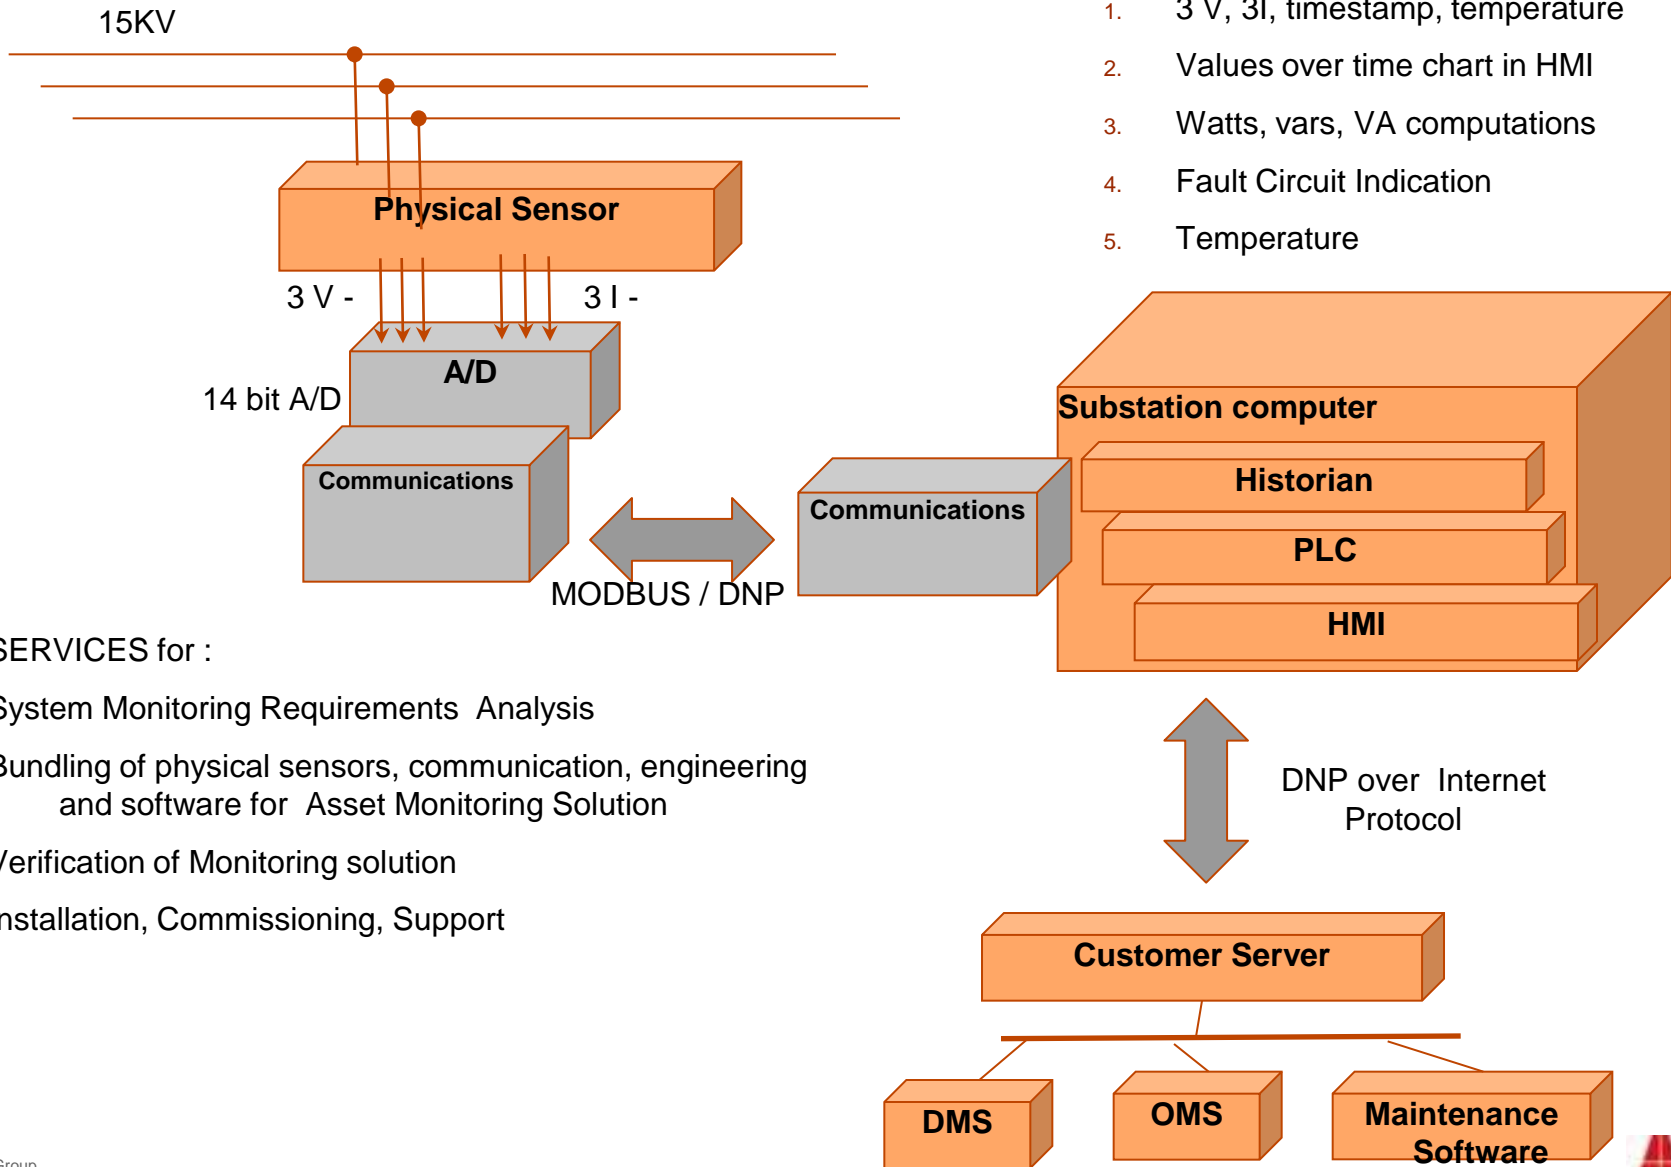 15KV
1. 3 V, 3I, timestamp, temperature
2. Values over time chart in HMI
3. Watts, vars, VA computations
4. Fault Circuit Indication
5. Temperature
Physical Sensor
3 V -
3 I -
A/D
14 bit A/D
Communications
MODBUS / DNP
Communications
Substation computer
Historian
PLC
HMI
SERVICES for :
System Monitoring Requirements Analysis
Bundling of physical sensors, communication, engineering
and software for Asset Monitoring Solution
Verification of Monitoring solution
Installation, Commissioning, Support
DNP over Internet
Protocol
Customer Server
DMS
OMS
Maintenance
Software
Group